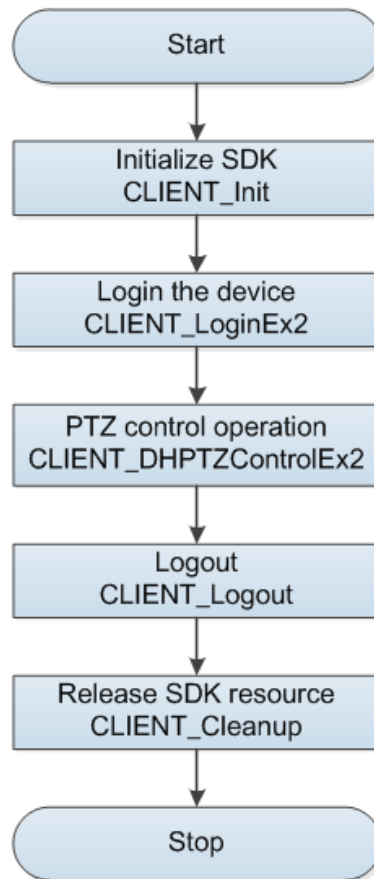 Start
Initialize SDK
CLIENT_Init
Login the device
CLIENT_LoginEx2
PTZ control operation
CLIENT_DHPTZControlEx2
Logout
CLIENT_Logout
Release SDK resource
CLIENT_Cleanup
Stop